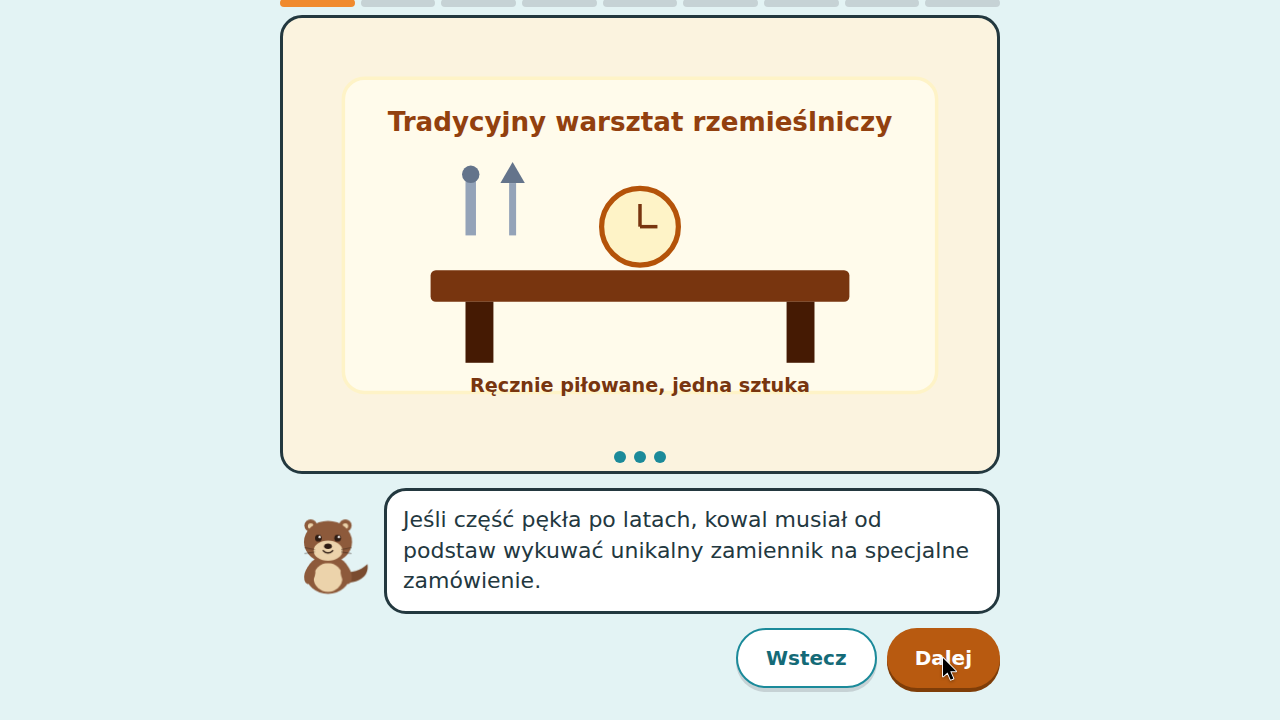 Tradycyjny warsztat rzemieślniczy
Ręcznie piłowane, jedna sztuka
Jeśli część pękła po latach, kowal musiał od
podstaw wykuwać unikalny zamiennik na specjalne
zamówienie.
Wstecz
Dalej